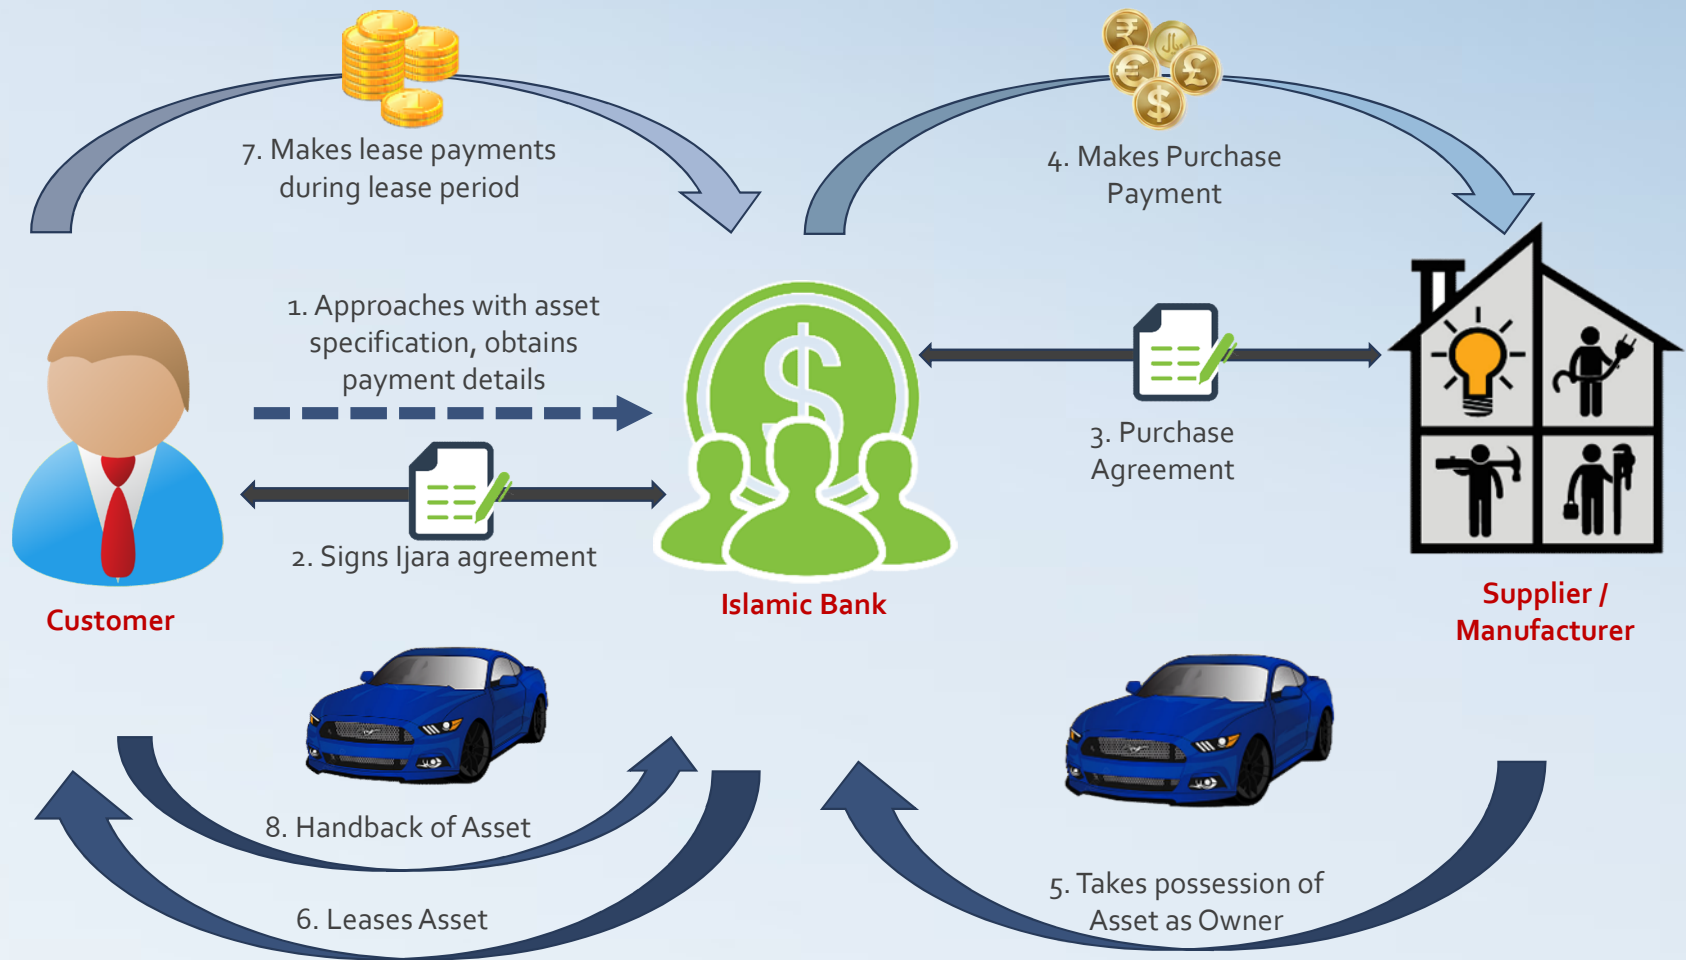 7. Makes lease payments
during lease period
4. Makes Purchase
Payment
1. Approaches with asset
specification, obtains
payment details
3. Purchase
Agreement
2. Signs Ijara agreement
Customer
Islamic Bank
Supplier /
Manufacturer
8. Handback of Asset
6. Leases Asset
5. Takes possession of
Asset as Owner